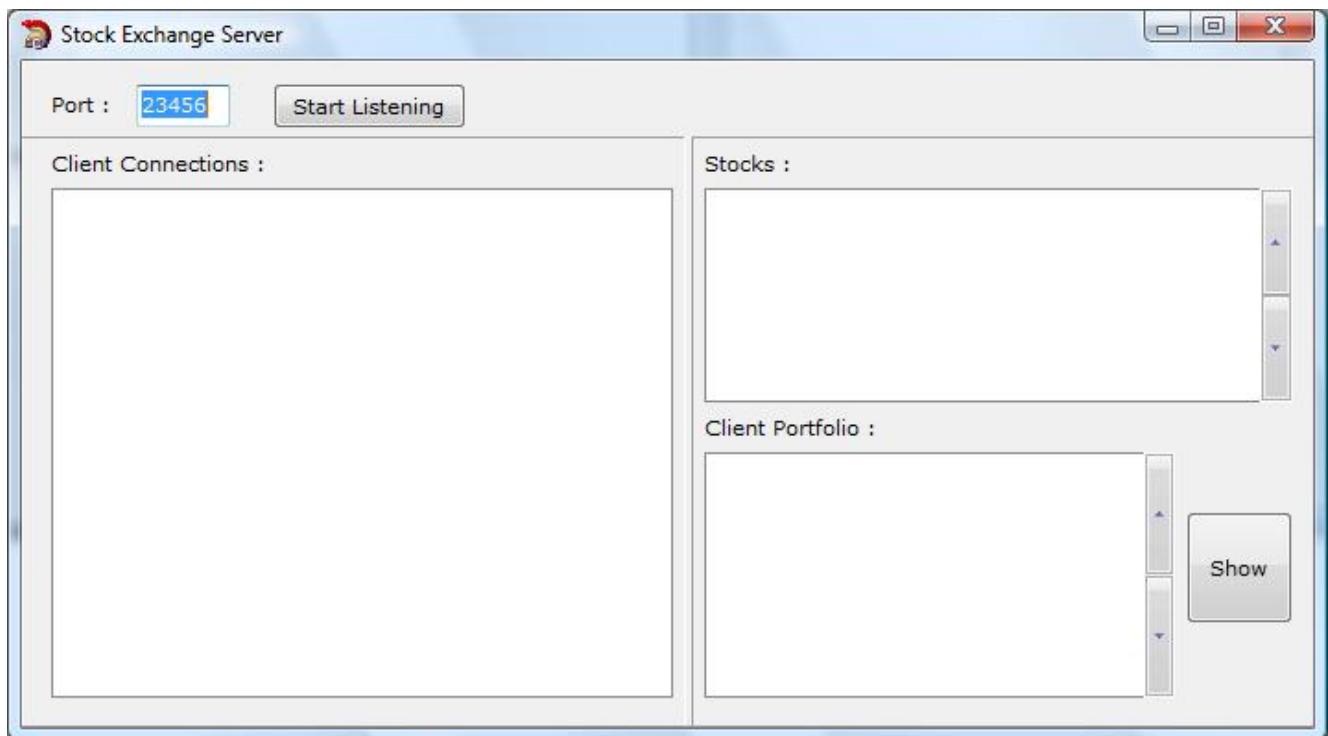 Stock Exchange Server
Port : 23456 Start Listening
Client Connections :
Stocks :
Client Portfolio :
Show